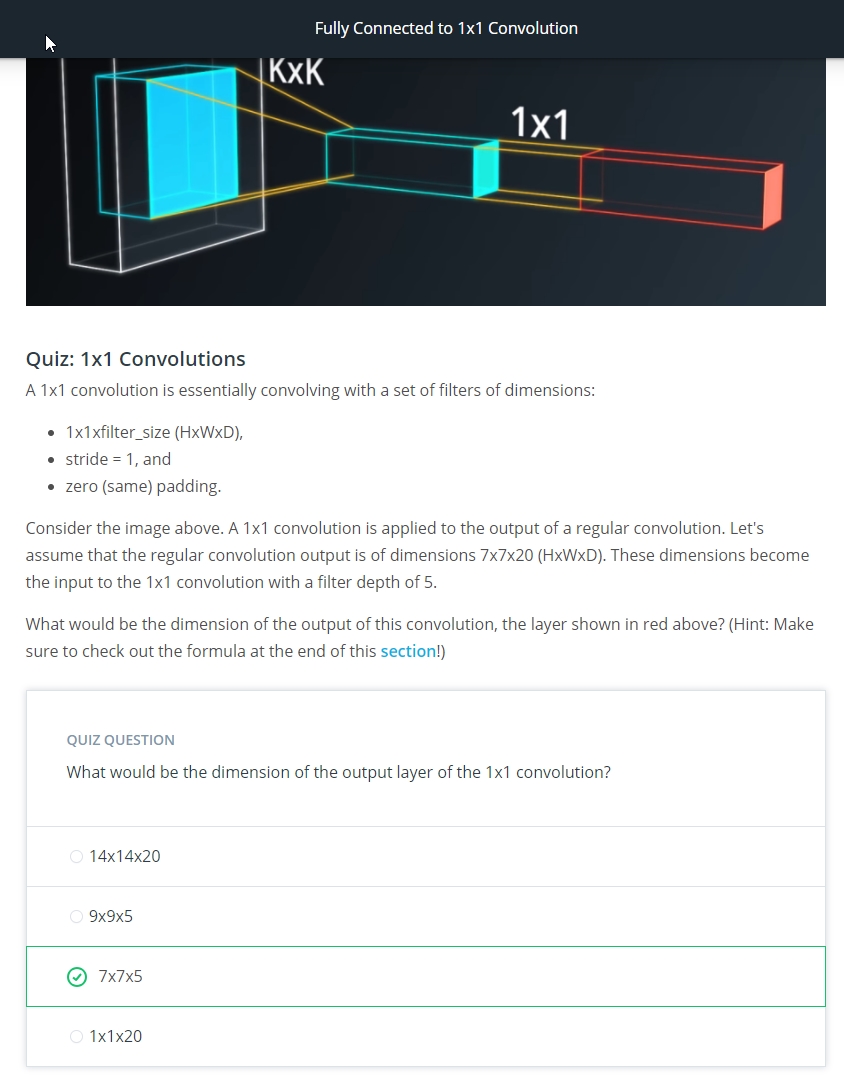 Fully Connected to 1x1 Convolution
KxK
1x1
Quiz: 1x1 Convolutions
A 1x1 convolution is essentially convolving with a set of filters of dimensions:
• 1x1xfilter_size (HxWxD),
• stride = 1, and
• zero (same) padding.
Consider the image above. A 1x1 convolution is applied to the output of a regular convolution. Let's
assume that the regular convolution output is of dimensions 7x7x20 (HxWxD). These dimensions become
the input to the 1x1 convolution with a filter depth of 5.
What would be the dimension of the output of this convolution, the layer shown in red above? (Hint: Make
sure to check out the formula at the end of this section!)
QUIZ QUESTION
What would be the dimension of the output layer of the 1x1 convolution?
14x14x20
9x9x5
7x7x5
1x1x20